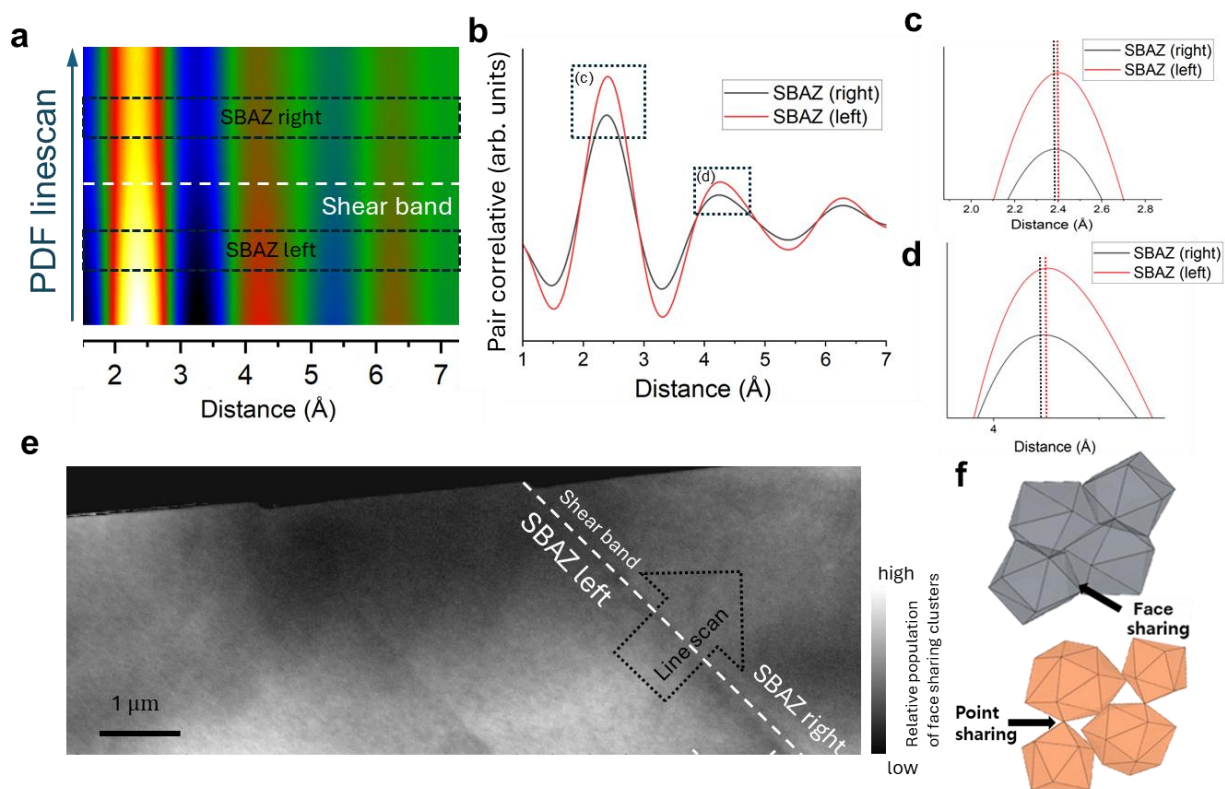 a
PDF linescan
SBAZ right
Shear band
SBAZ left
2 3 4 5 6 7
Distance (Å)
b
(c)
(d)
SBAZ (right)
SBAZ (left)
Pair correlative (arb. units)
1 2 3 4 5 6 7
Distance (Å)
c
SBAZ (right)
SBAZ (left)
2.0 2.2 2.4 2.6 2.8
Distance (Å)
d
SBAZ (right)
SBAZ (left)
4
Distance (Å)
e
Shear band
SBAZ left
Line scan
SBAZ right
1 μm
high
Relative population
of face sharing clusters
low
f
Face
sharing
Point
sharing